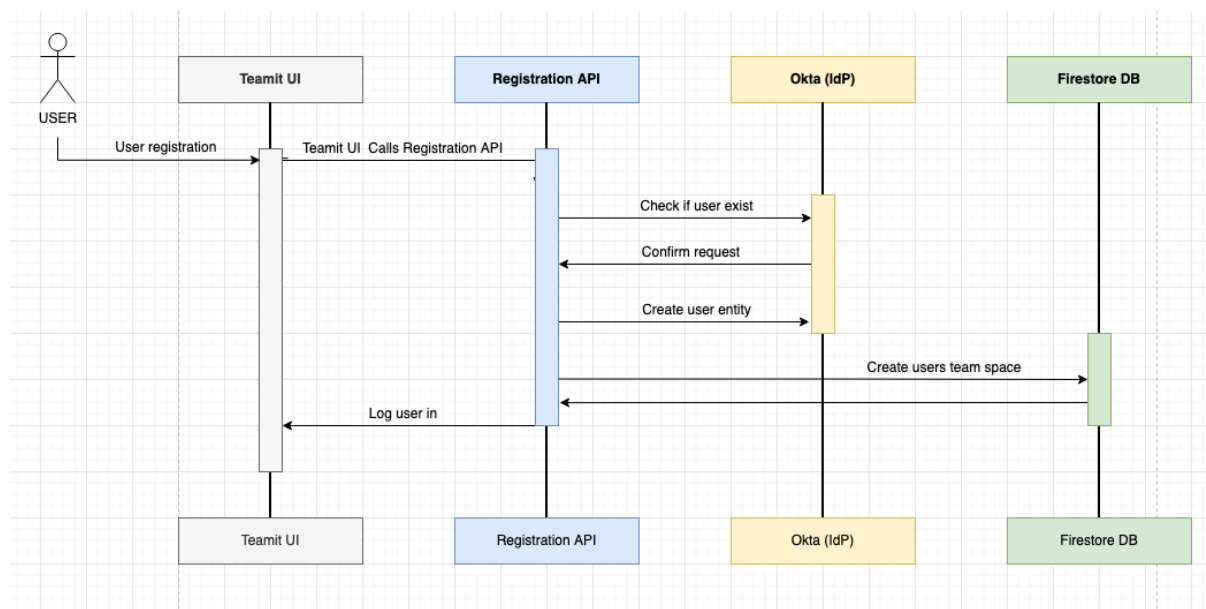 Teamit UI
Registration API
Okta (IdP)
Firestore DB
USER
User registration
Teamit UI  Calls Registration API
Check if user exist
Confirm request
Create user entity
Create users team space
Log user in
Teamit UI
Registration API
Okta (IdP)
Firestore DB